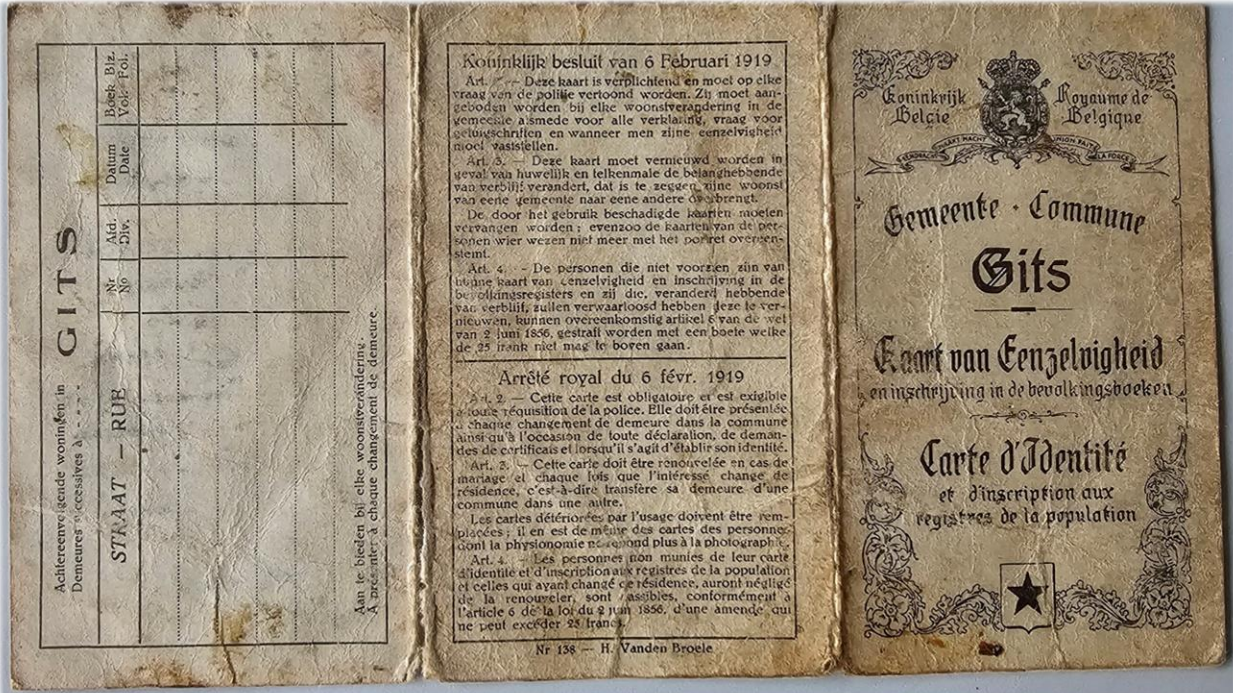 Achtereenvolgende woningen in
Demeures successives à - - - - -
GITS
STRAAT — RUE
Nr
No
Afd.
Div.
Datum
Date
Boek Blz.
Vol. Fol.
Aan te bieden bij elke woonstverandering.
A présenter à chaque changement de demeure.
Koninklijk besluit van 6 Februari 1919
Art. — Deze kaart is verplichtend en moet op elke
vraag van de politie vertoond worden. Zij moet aan-
geboden worden bij elke woonstverandering in de
gemeente alsmede voor alle verklaring, vraag voor
getuigschriften en wanneer men zijne eenzelvigheid
moet vaststellen.
Art. 3. — Deze kaart moet vernieuwd worden in
geval van huwelijk en telkenmale de belanghebbende
van verblijf verandert, dat is te zeggen zijne woonst
van eene gemeente naar eene andere overbrengt.
De door het gebruik beschadigde kaarten moeten
vervangen worden ; evenzoo de kaarten van de per-
sonen wier wezen niet meer met het portret overeen-
stemt.
Art. 4. - De personen die niet voorzien zijn van
hunne kaart van eenzelvigheid en inschrijving in de
bevolkingsregisters en zij die, veranderd hebbende
van verblijf, zullen verwaarloosd hebben deze te ver-
nieuwen, kunnen overeenkomstig artikel 6 van de wet
van 2 juni 1856, gestraft worden met een boete welke
de 25 frank niet mag te boven gaan.
Arrêté royal du 6 févr. 1919
Art. 2. — Cette carte est obligatoire et est exigible
à toute réquisition de la police. Elle doit être présentée
à chaque changement de demeure dans la commune
ainsi qu'à l'occasion de toute déclaration, de deman-
des de certificats et lorsqu'il s'agit d'établir son identité.
Art. 3. — Cette carte doit être renouvelée en cas de
mariage et chaque fois que l'intéressé change de
résidence, c'est-à-dire transfère sa demeure d'une
commune dans une autre.
Les cartes détériorées par l'usage doivent être rem-
placées ; il en est de même des cartes des personnes
dont la physionomie ne répond plus à la photographie.
Art. 4. — Les personnes non munies de leur carte
d'identité et d'inscription aux registres de la population
et celles qui ayant changé de résidence, auront négligé
de la renouveler, sont passibles, conformément à
l'article 6 de la loi du 2 juin 1856, d'une amende qui
ne peut excéder 25 francs.
Nr 138 — H. Vanden Broele
Koninkrijk
Belgie
Royaume de
Belgique
EENDRACHT MAAKT MACHT
L'UNION FAIT LA FORCE
Gemeente - Commune
Gits
Kaart van Eenzelvigheid
en inschrijving in de bevolkingsboeken
Carte d'Identité
et d'inscription aux
registres de la population